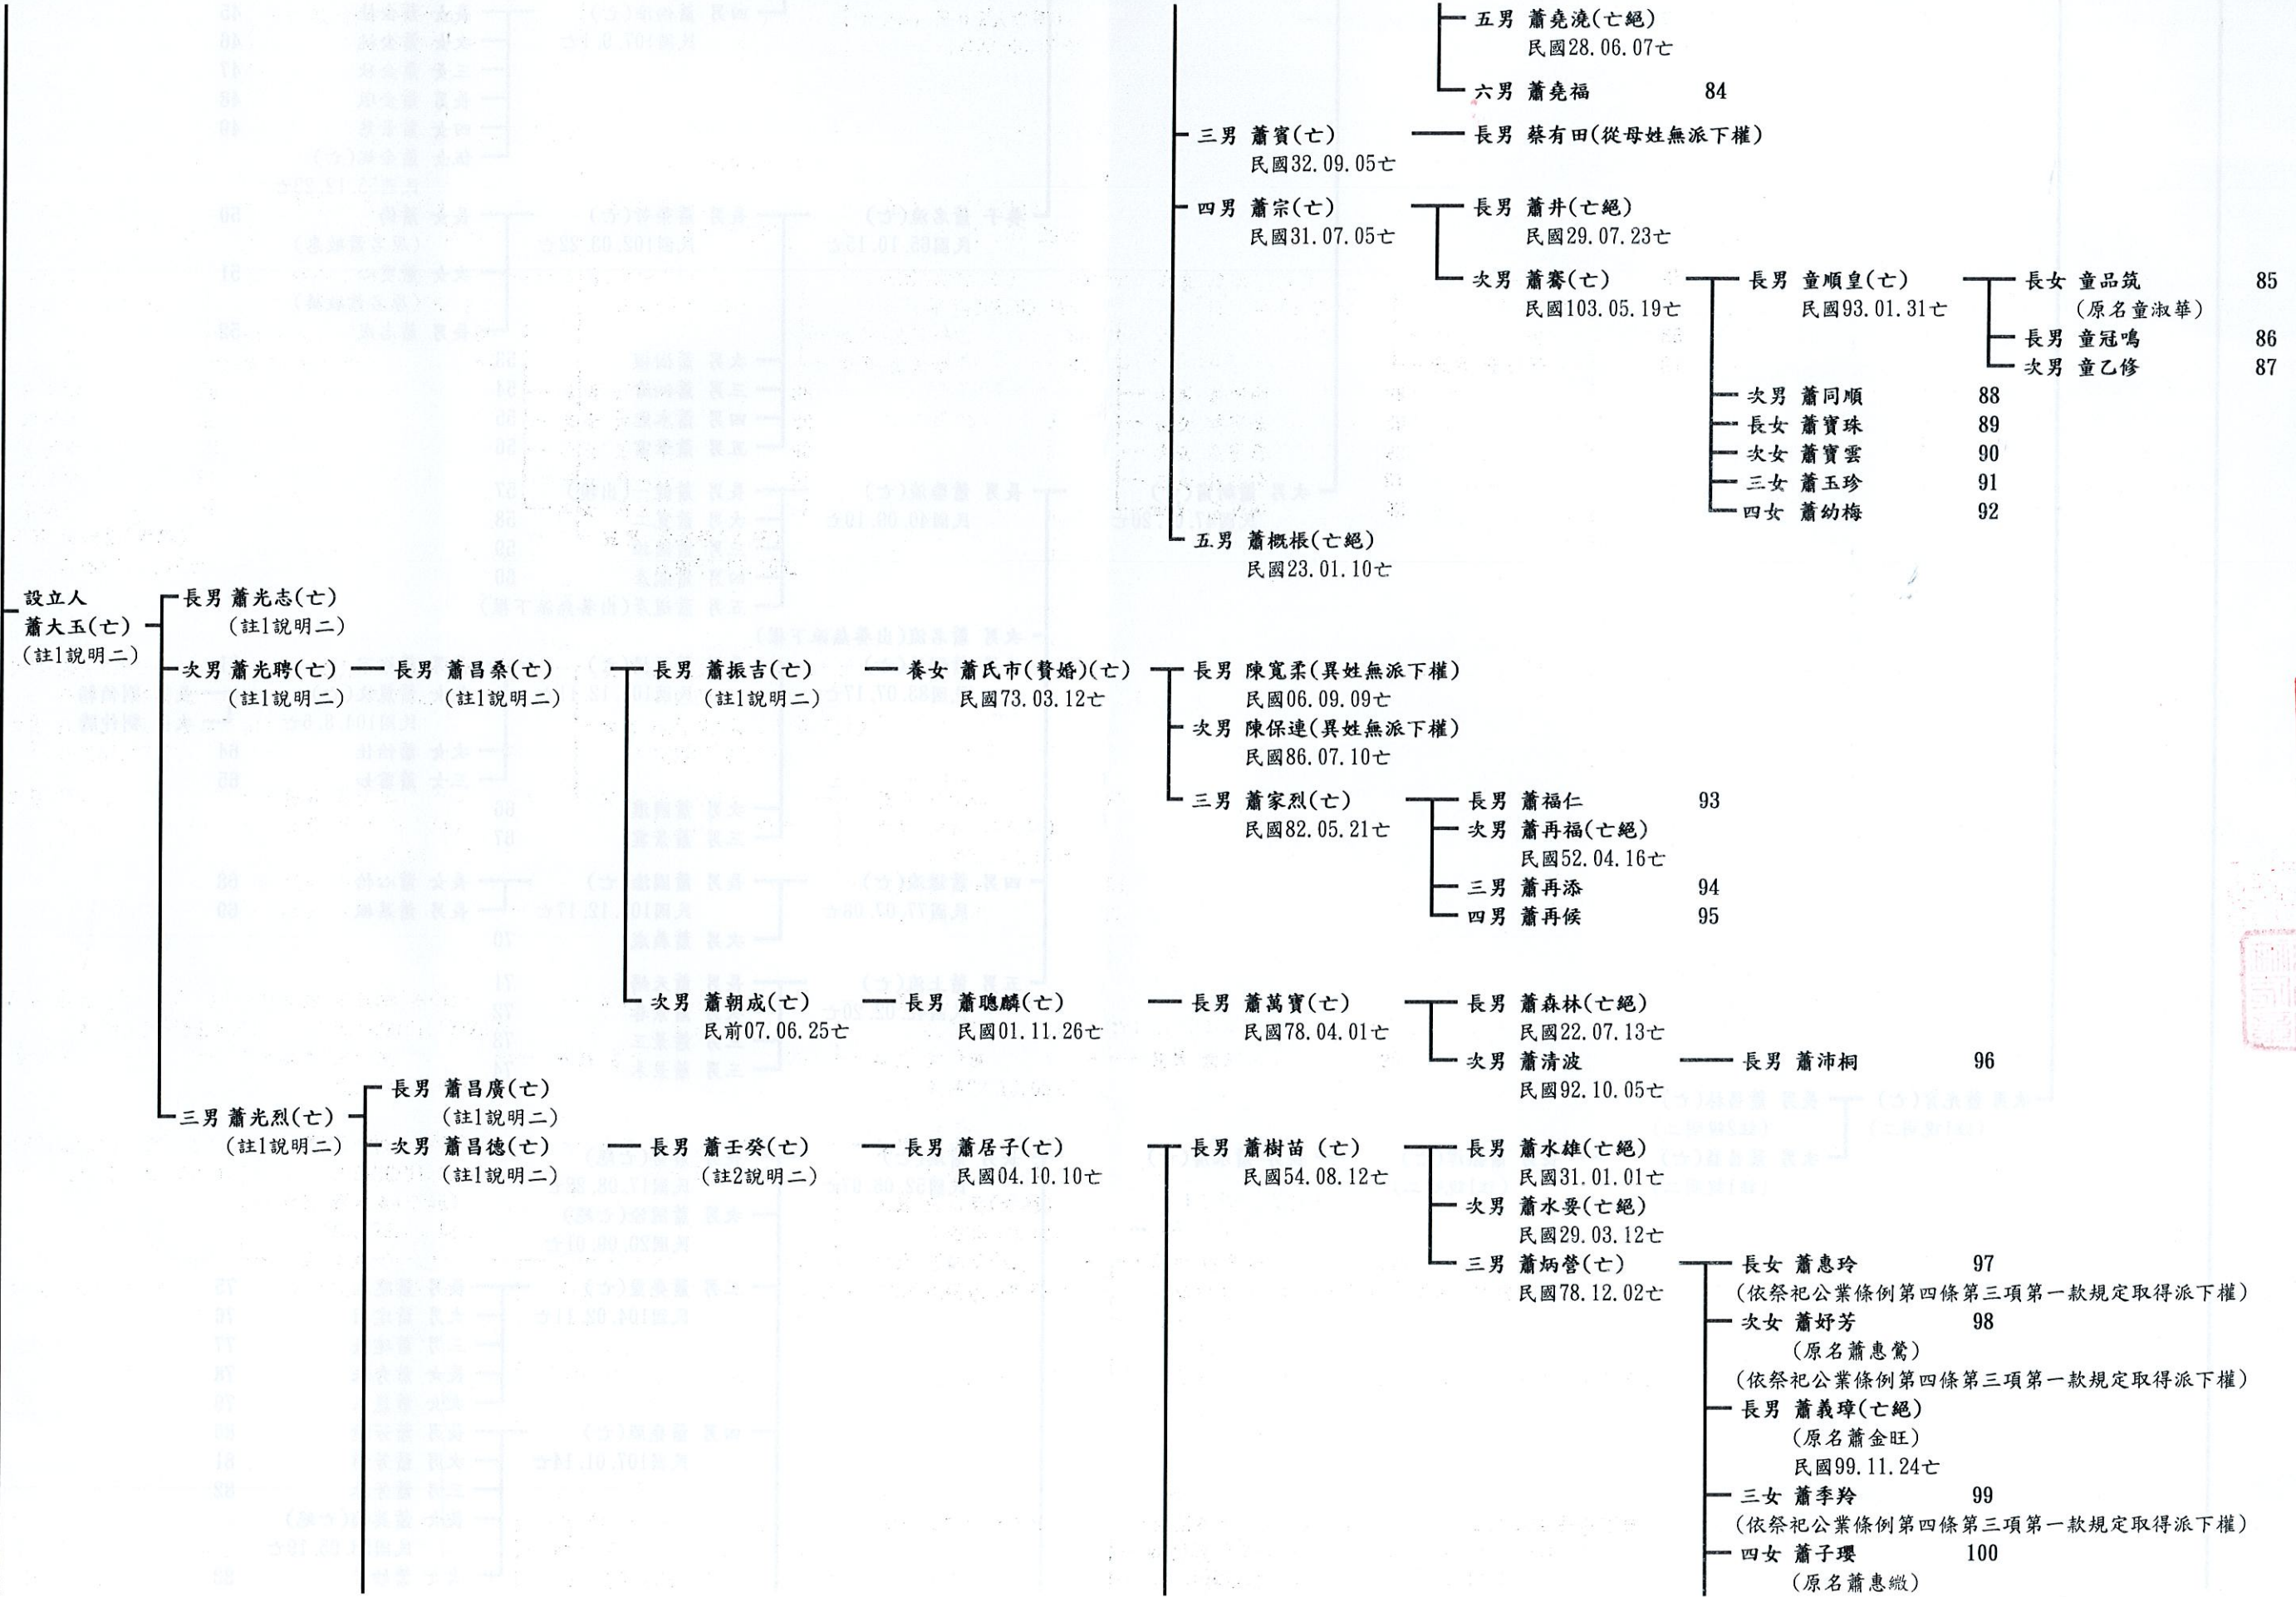 五男 蕭堯澆(亡絕)
民國28.06.07亡
六男 蕭堯福 84
三男 蕭賓(亡) 長男 蔡有田(從母姓無派下權)
民國32.09.05亡
四男 蕭宗(亡) 長男 蕭井(亡絕)
民國31.07.05亡 民國29.07.23亡
次男 蕭騫(亡) 長男 童順皇(亡) 長女 童品筑 85
民國103.05.19亡 民國93.01.31亡 (原名童淑華)
長男 童冠鳴 86
次男 童乙修 87
次男 蕭同順 88
長女 蕭寶珠 89
次女 蕭寶雲 90
三女 蕭玉珍 91
四女 蕭幼梅 92
五男 蕭概棖(亡絕)
民國23.01.10亡
設立人 長男 蕭光志(亡)
蕭大玉(亡) (註1說明二)
(註1說明二)
次男 蕭光聘(亡) 長男 蕭昌桑(亡) 長男 蕭振吉(亡) 養女 蕭氏市(贅婚)(亡) 長男 陳寬柔(異姓無派下權)
(註1說明二) (註1說明二) (註1說明二) 民國73.03.12亡 民國06.09.09亡
次男 陳保連(異姓無派下權)
民國86.07.10亡
三男 蕭家烈(亡) 長男 蕭福仁 93
民國82.05.21亡 次男 蕭再福(亡絕)
民國52.04.16亡
三男 蕭再添 94
四男 蕭再候 95
次男 蕭朝成(亡) 長男 蕭聰麟(亡) 長男 蕭萬寶(亡) 長男 蕭森林(亡絕)
民前07.06.25亡 民國01.11.26亡 民國78.04.01亡 民國22.07.13亡
次男 蕭清波 長男 蕭沛桐 96
民國92.10.05亡
長男 蕭昌廣(亡)
三男 蕭光烈(亡) (註1說明二)
(註1說明二) 次男 蕭昌德(亡) 長男 蕭壬癸(亡) 長男 蕭居子(亡) 長男 蕭樹苗 (亡) 長男 蕭水雄(亡絕)
(註1說明二) (註2說明二) 民國04.10.10亡 民國54.08.12亡 民國31.01.01亡
次男 蕭水要(亡絕)
民國29.03.12亡
三男 蕭炳營(亡) 長女 蕭惠玲 97
民國78.12.02亡 (依祭祀公業條例第四條第三項第一款規定取得派下權)
次女 蕭妤芳 98
(原名蕭惠鶯)
(依祭祀公業條例第四條第三項第一款規定取得派下權)
長男 蕭義璋(亡絕)
(原名蕭金旺)
民國99.11.24亡
三女 蕭季羚 99
(依祭祀公業條例第四條第三項第一款規定取得派下權)
四女 蕭子瓔 100
(原名蕭惠緻)